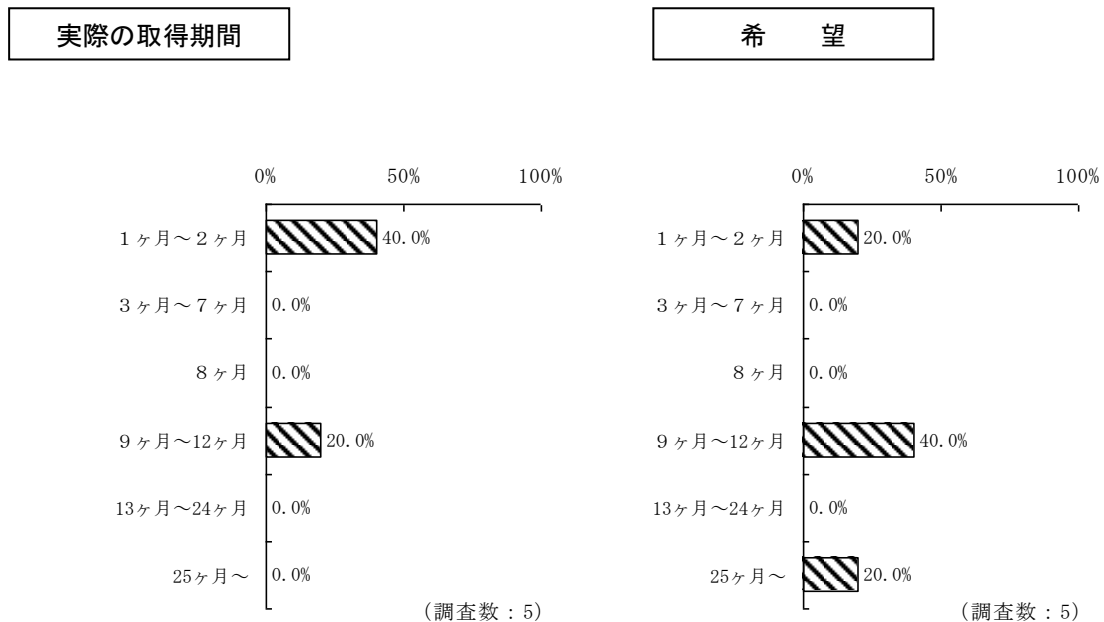 実際の取得期間
0% 50% 100%
1ヶ月～2ヶ月 40.0%
3ヶ月～7ヶ月 0.0%
8ヶ月 0.0%
9ヶ月～12ヶ月 20.0%
13ヶ月～24ヶ月 0.0%
25ヶ月～ 0.0%
（調査数：5）
希　望
0% 50% 100%
1ヶ月～2ヶ月 20.0%
3ヶ月～7ヶ月 0.0%
8ヶ月 0.0%
9ヶ月～12ヶ月 40.0%
13ヶ月～24ヶ月 0.0%
25ヶ月～ 20.0%
（調査数：5）